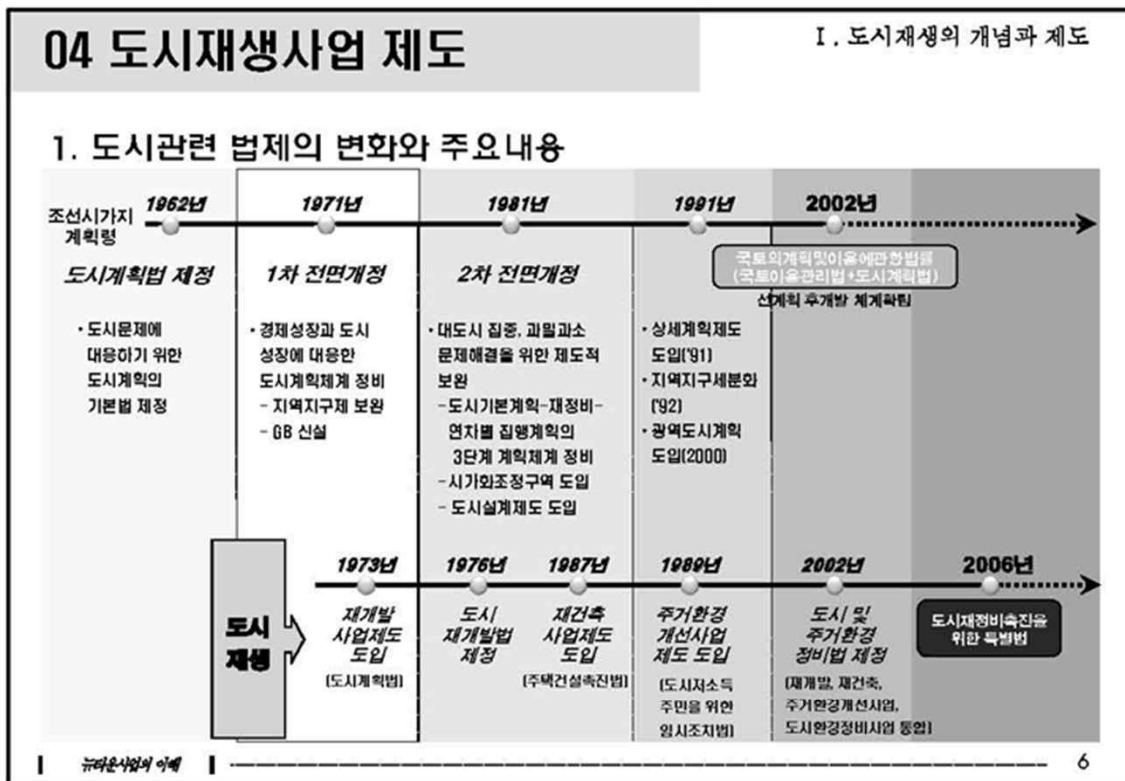 04 도시재생사업 제도
I. 도시재생의 개념과 제도
1. 도시관련 법제의 변화와 주요내용
조선시가지
계획령
1962년
1971년
1981년
1991년
2002년
도시계획법 제정
1차 전면개정
2차 전면개정
국토의계획및이용에관한법률
(국토이용관리법+도시계획법)
선계획 후개발 체계확립
• 도시문제에
대응하기 위한
도시계획의
기본법 제정
• 경제성장과 도시
성장에 대응한
도시계획체계 정비
- 지역지구제 보완
- GB 신설
• 대도시 집중, 과밀과소
문제해결을 위한 제도적
보완
-도시기본계획-재정비-
연차별 집행계획의
3단계 계획체계 정비
-시가화조정구역 도입
- 도시설계제도 도입
• 상세계획제도
도입('91)
• 지역지구세분화
('92)
• 광역도시계획
도입(2000)
도시
재생
1973년
재개발
사업제도
도입
(도시계획법)
1976년
도시
재개발법
제정
1987년
재건축
사업제도
도입
(주택건설촉진법)
1989년
주거환경
개선사업
제도 도입
(도시저소득
주민을 위한
임시조치법)
2002년
도시 및
주거환경
정비법 제정
(재개발, 재건축,
주거환경개선사업,
도시환경정비사업 통합)
2006년
도시재정비촉진을
위한 특별법
뉴타운사업의 이해
6